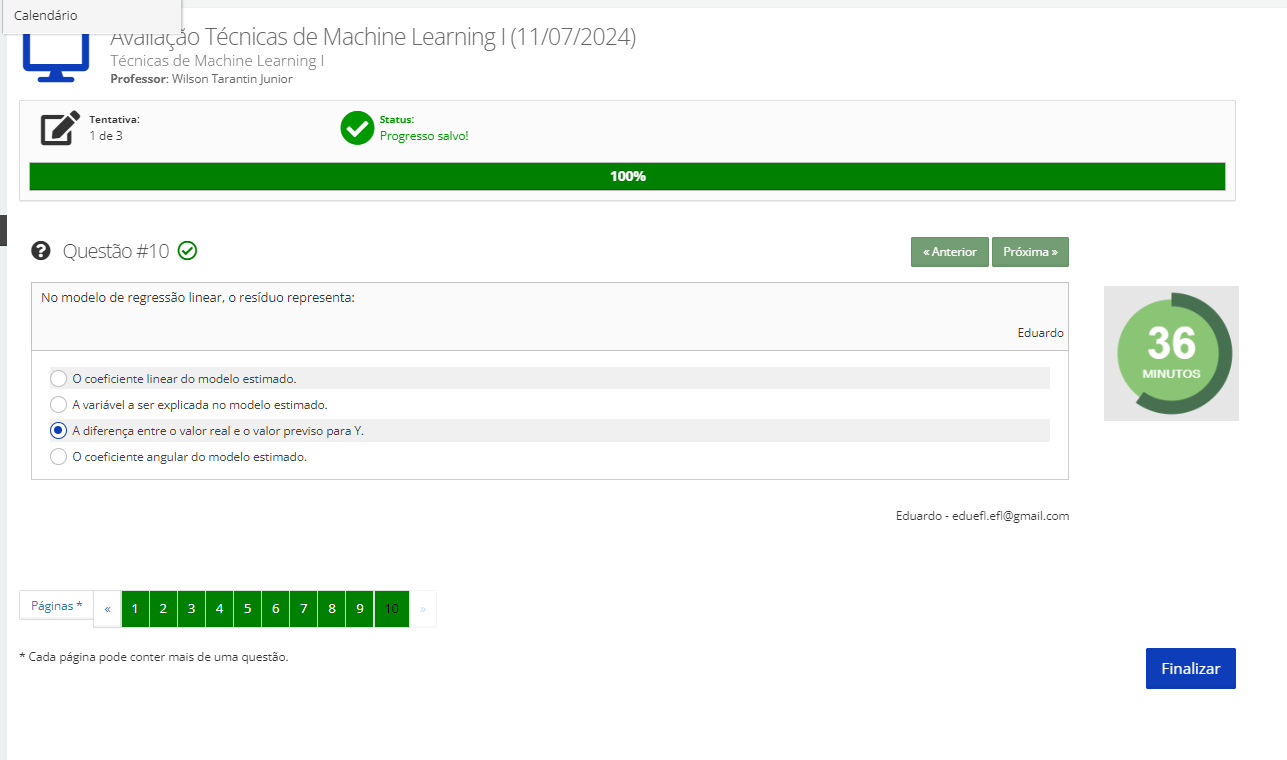 Calendário
Avaliação Técnicas de Machine Learning I (11/07/2024)
Técnicas de Machine Learning I
Professor: Wilson Tarantin Junior
Tentativa:
1 de 3
Status:
Progresso salvo!
100%
Questão #10
« Anterior
Próxima »
No modelo de regressão linear, o resíduo representa:
Eduardo
36
MINUTOS
O coeficiente linear do modelo estimado.
A variável a ser explicada no modelo estimado.
A diferença entre o valor real e o valor previso para Y.
O coeficiente angular do modelo estimado.
Eduardo - eduefl.efl@gmail.com
Páginas * « 1 2 3 4 5 6 7 8 9 10 »
* Cada página pode conter mais de uma questão.
Finalizar